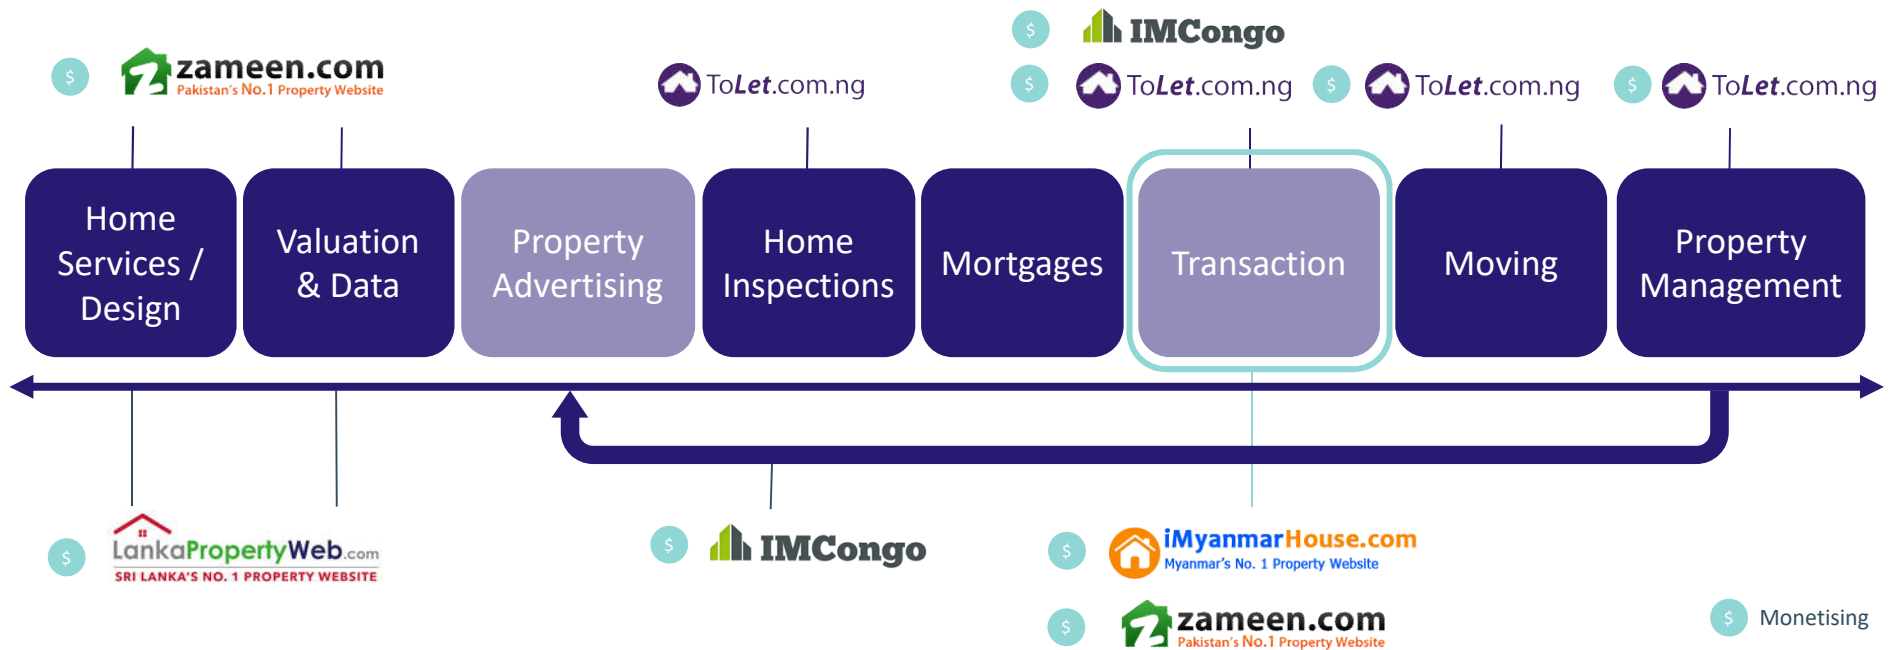 $ IMCongo
$ zameen.com
Pakistan's No.1 Property Website
ToLet.com.ng
$ ToLet.com.ng
$ ToLet.com.ng
$ ToLet.com.ng
Home
Services /
Design
Valuation
& Data
Property
Advertising
Home
Inspections
Mortgages
Transaction
Moving
Property
Management
$ LankaPropertyWeb.com
SRI LANKA'S NO. 1 PROPERTY WEBSITE
$ IMCongo
$ iMyanmarHouse.com
Myanmar's No. 1 Property Website
$ zameen.com
Pakistan's No.1 Property Website
$ Monetising